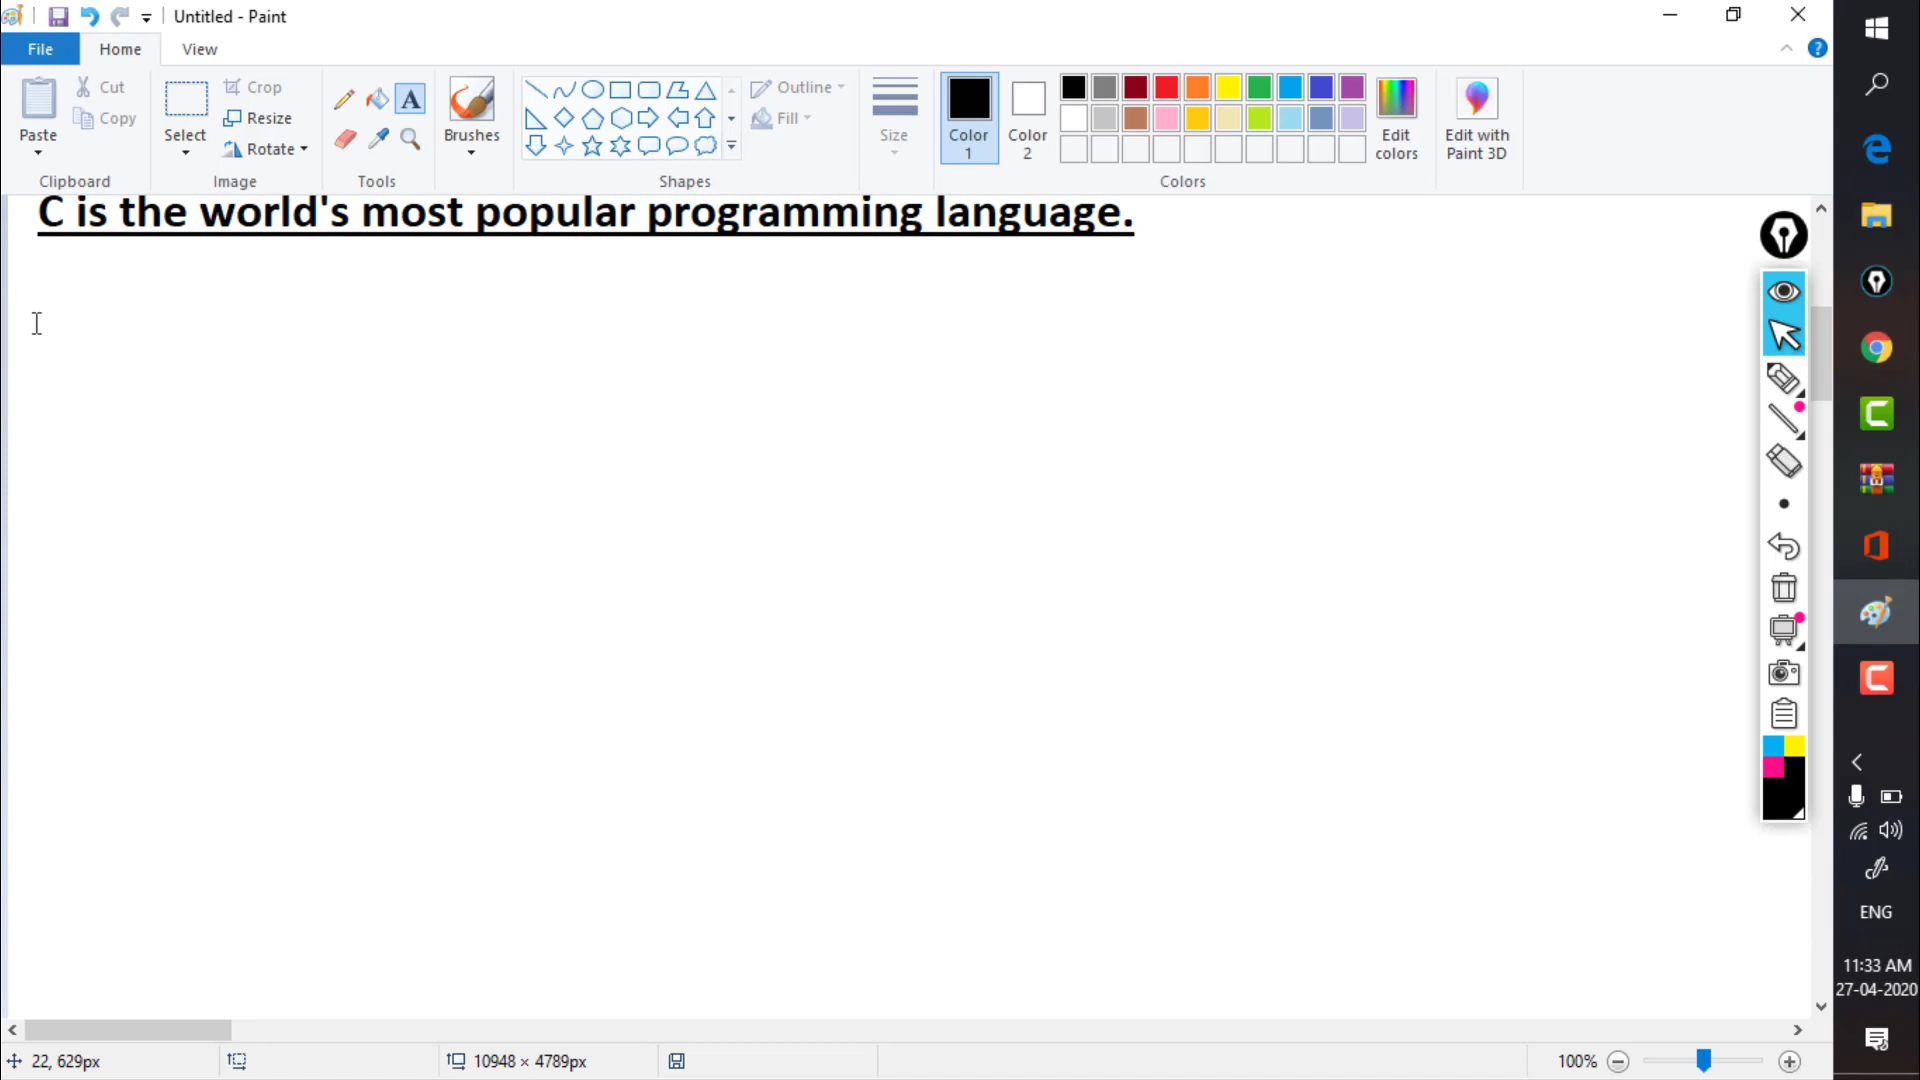 Untitled - Paint
File Home View
Paste Cut Copy Select Crop Resize Rotate Brushes Outline Fill Size Color 1 Color 2 Edit colors Edit with Paint 3D
Clipboard Image Tools Shapes Colors
C is the world's most popular programming language.
ENG
11:33 AM
27-04-2020
22, 629px 10948 × 4789px 100%